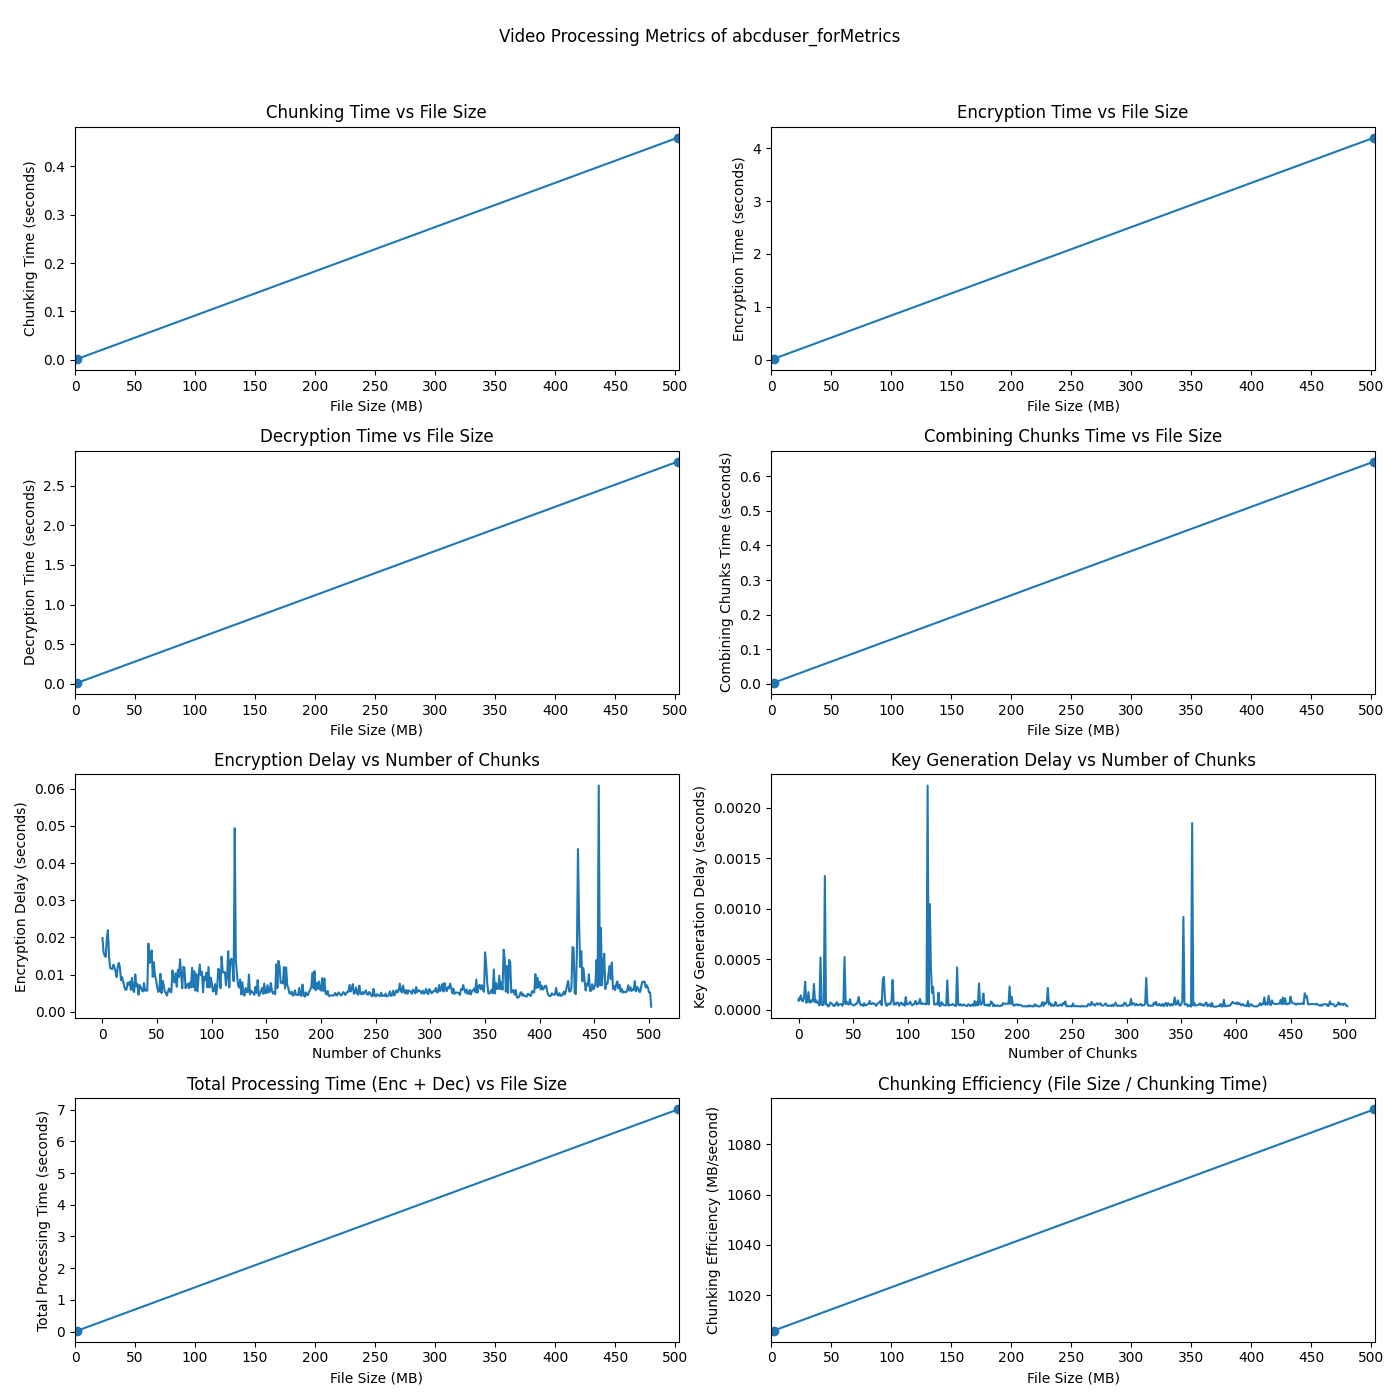 Video Processing Metrics of abcduser_forMetrics
Chunking Time vs File Size
Chunking Time (seconds)
0.4
0.3
0.2
0.1
0.0
0 50 100 150 200 250 300 350 400 450 500
File Size (MB)
Encryption Time vs File Size
Encryption Time (seconds)
4
3
2
1
0
0 50 100 150 200 250 300 350 400 450 500
File Size (MB)
Decryption Time vs File Size
Decryption Time (seconds)
2.5
2.0
1.5
1.0
0.5
0.0
0 50 100 150 200 250 300 350 400 450 500
File Size (MB)
Combining Chunks Time vs File Size
Combining Chunks Time (seconds)
0.6
0.5
0.4
0.3
0.2
0.1
0.0
0 50 100 150 200 250 300 350 400 450 500
File Size (MB)
Encryption Delay vs Number of Chunks
Encryption Delay (seconds)
0.06
0.05
0.04
0.03
0.02
0.01
0.00
0 50 100 150 200 250 300 350 400 450 500
Number of Chunks
Key Generation Delay vs Number of Chunks
Key Generation Delay (seconds)
0.0020
0.0015
0.0010
0.0005
0.0000
0 50 100 150 200 250 300 350 400 450 500
Number of Chunks
Total Processing Time (Enc + Dec) vs File Size
Total Processing Time (seconds)
7
6
5
4
3
2
1
0
0 50 100 150 200 250 300 350 400 450 500
File Size (MB)
Chunking Efficiency (File Size / Chunking Time)
Chunking Efficiency (MB/second)
1080
1060
1040
1020
0 50 100 150 200 250 300 350 400 450 500
File Size (MB)